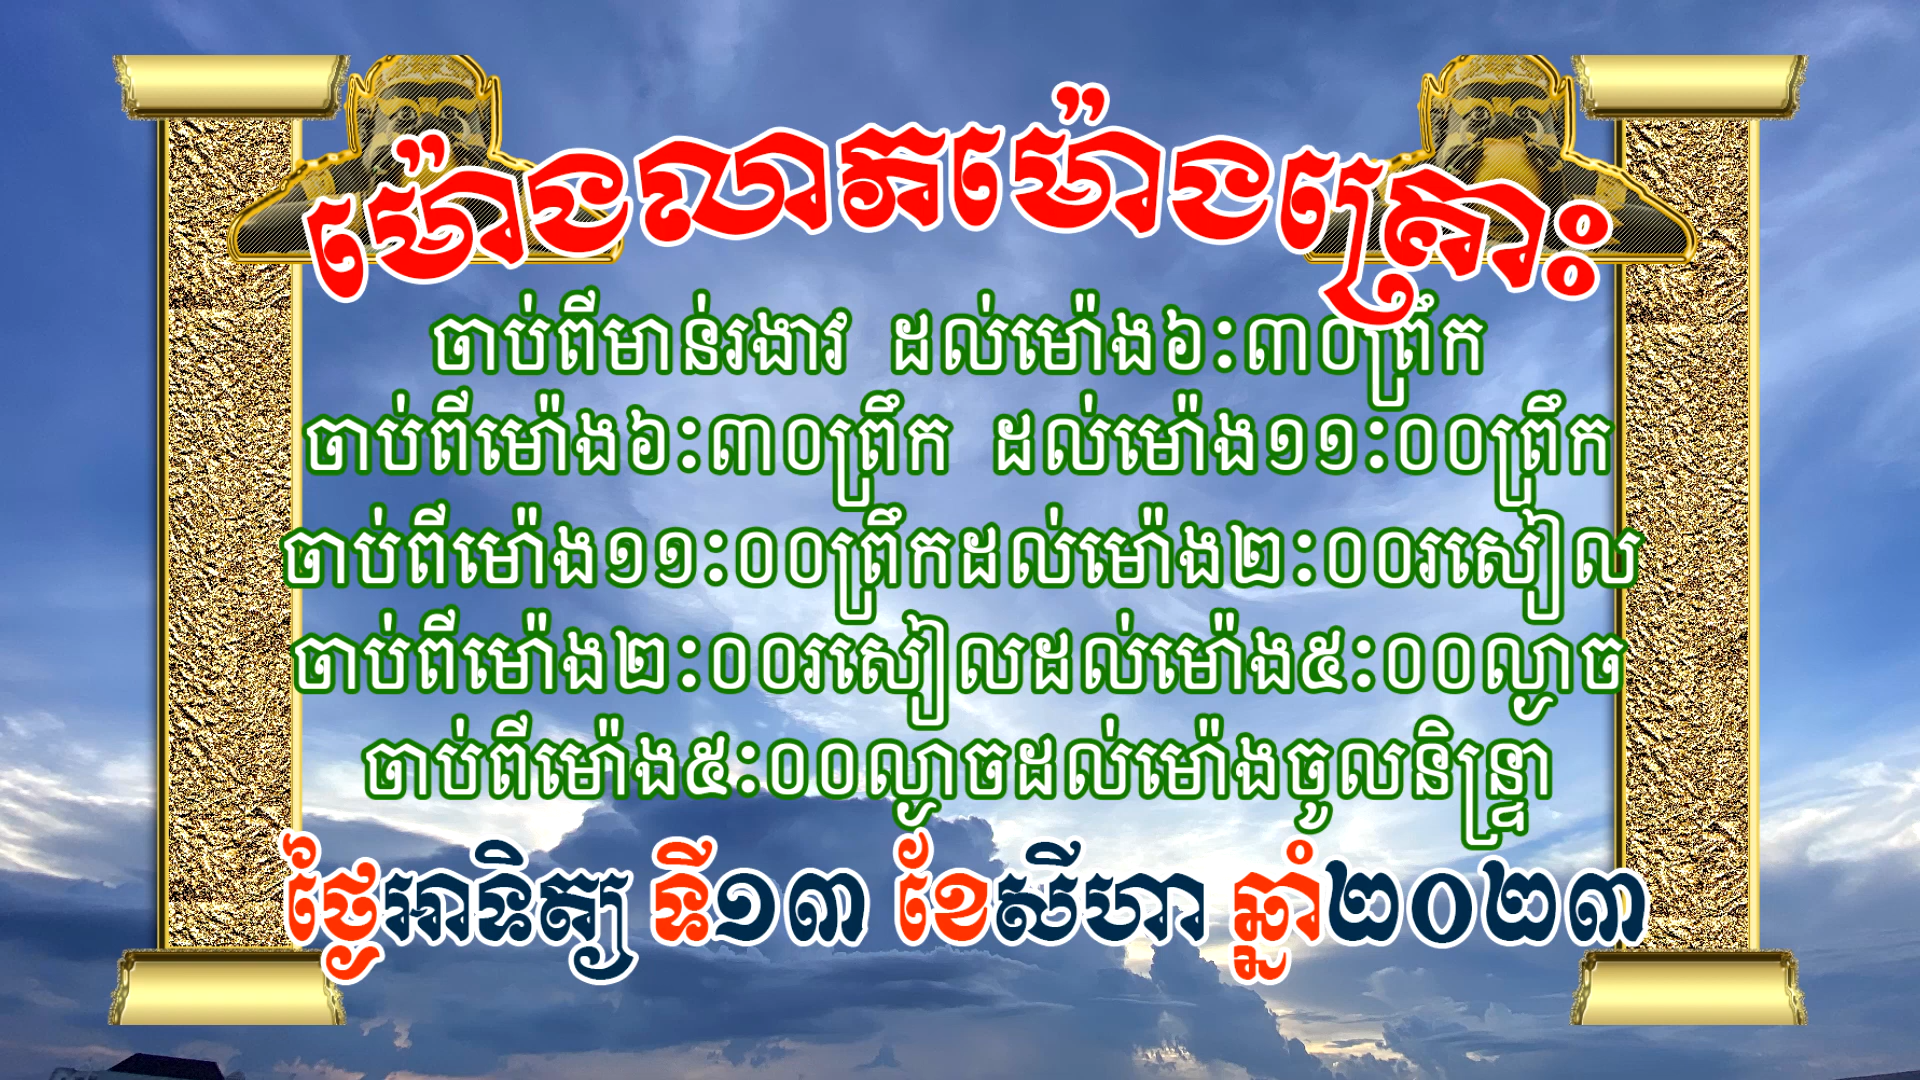 ម៉ោងលាភម៉ោងគ្រោះ
ចាប់ពីមាន់រងាវ ដល់ម៉ោង៦:៣០ព្រឹក
ចាប់ពីម៉ោង៦:៣០ព្រឹក ដល់ម៉ោង១១:០០ព្រឹក
ចាប់ពីម៉ោង១១:០០ព្រឹកដល់ម៉ោង២:០០រសៀល
ចាប់ពីម៉ោង២:០០រសៀលដល់ម៉ោង៥:០០ល្ងាច
ចាប់ពីម៉ោង៥:០០ល្ងាចដល់ម៉ោងចូលនិន្ទ្រា
ថ្ងៃអាទិត្យ ទី១៣ ខែសីហា ឆ្នាំ២០២៣